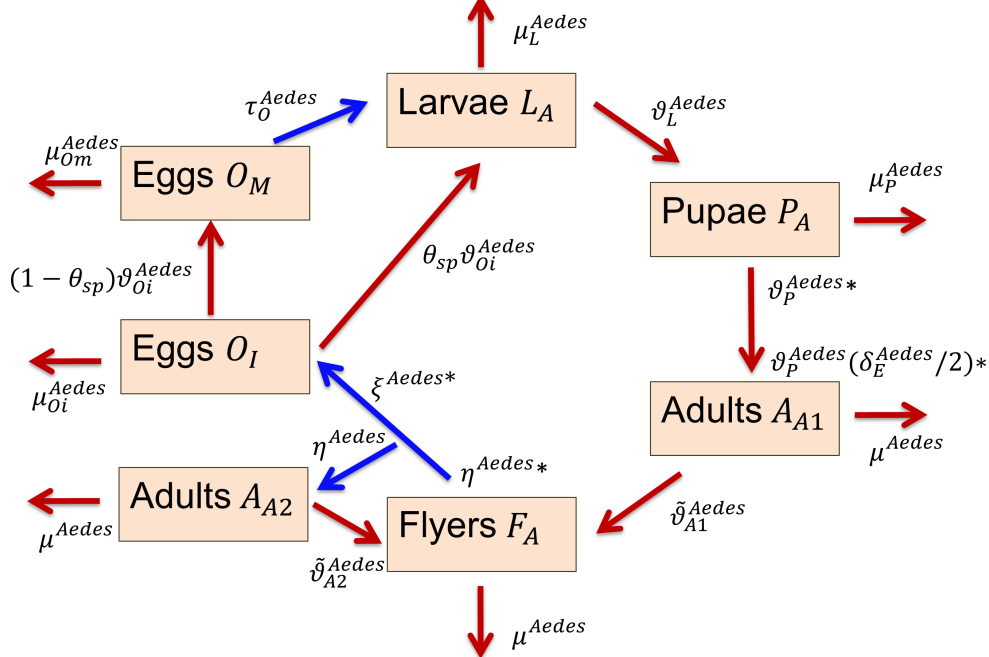 μ_L^Aedes
Larvae L_A
τ_O^Aedes
ϑ_L^Aedes
μ_Om^Aedes
Eggs O_M
μ_P^Aedes
Pupae P_A
(1 − θ_sp)ϑ_Oi^Aedes
θ_spϑ_Oi^Aedes
ϑ_P^Aedes*
Eggs O_I
μ_Oi^Aedes
ξ^Aedes*
ϑ_P^Aedes(δ_E^Aedes/2)*
Adults A_A1
η^Aedes
μ^Aedes
η^Aedes*
Adults A_A2
Flyers F_A
ϑ̃_A1^Aedes
μ^Aedes
ϑ̃_A2^Aedes
μ^Aedes